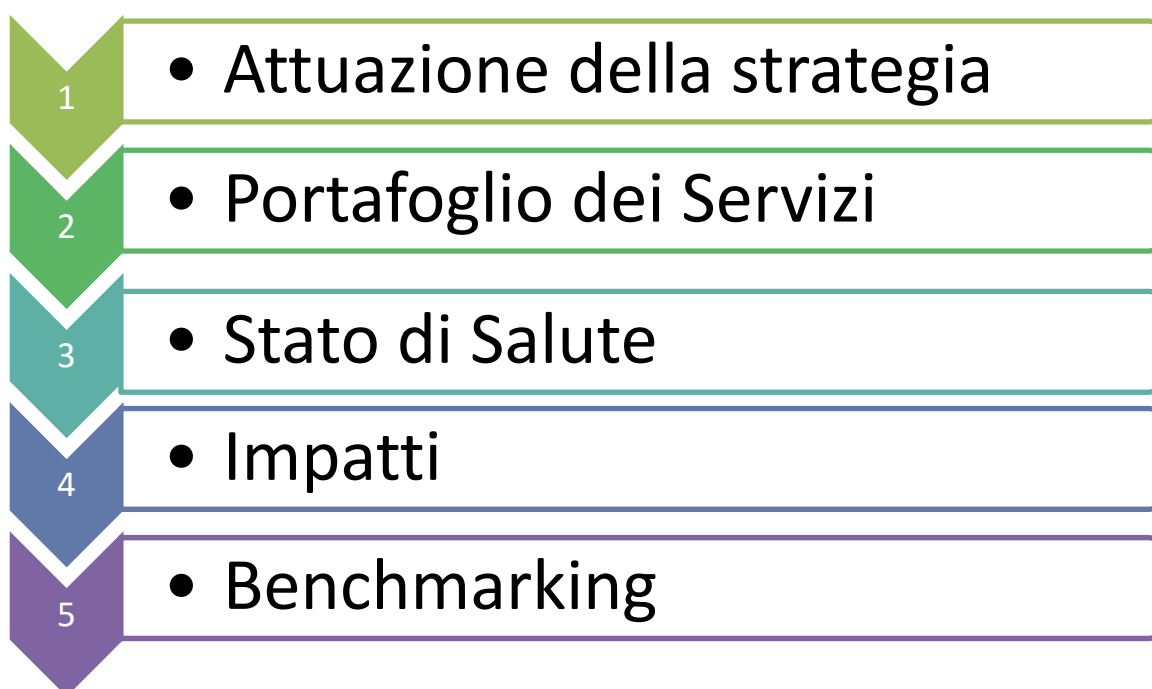 1
• Attuazione della strategia
2
• Portafoglio dei Servizi
3
• Stato di Salute
4
• Impatti
5
• Benchmarking